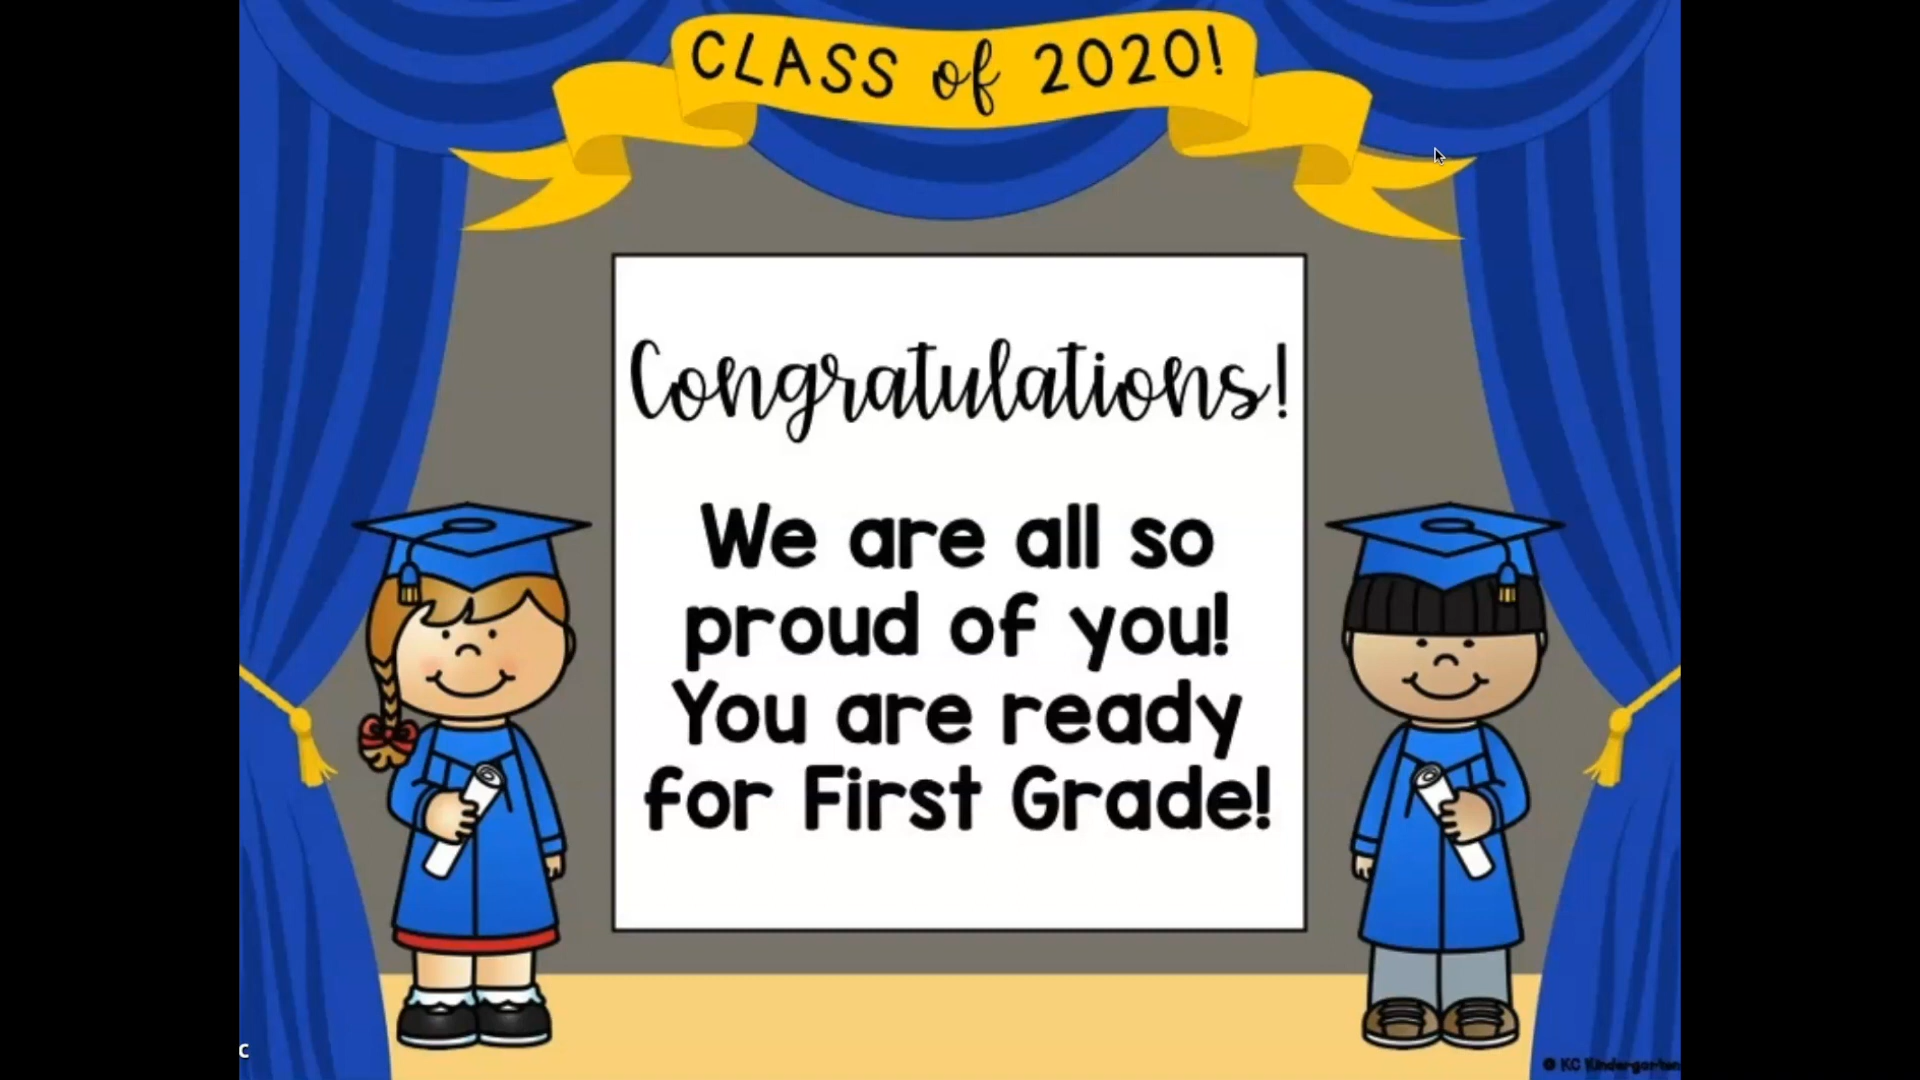 CLASS of 2020!
Congratulations!
We are all so
proud of you!
You are ready
for First Grade!
c
© KC Kindergarten